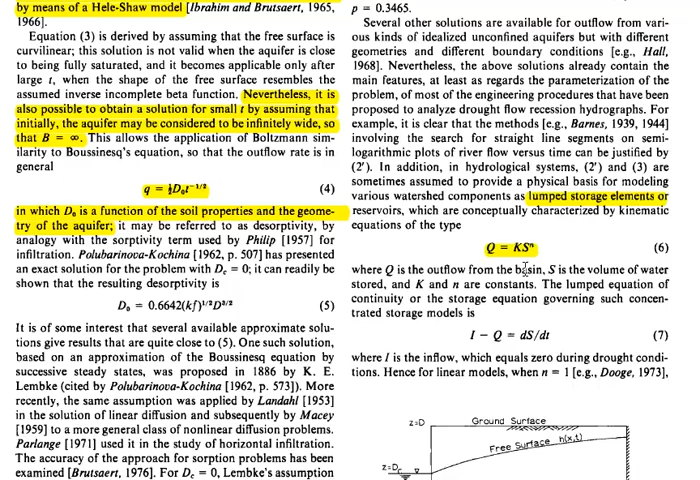 by means of a Hele-Shaw model [Ibrahim and Brutsaert, 1965,
1966].
Equation (3) is derived by assuming that the free surface is
curvilinear; this solution is not valid when the aquifer is close
to being fully saturated, and it becomes applicable only after
large t, when the shape of the free surface resembles the
assumed inverse incomplete beta function. Nevertheless, it is
also possible to obtain a solution for small t by assuming that
initially, the aquifer may be considered to be infinitely wide, so
that B = ∞. This allows the application of Boltzmann sim-
ilarity to Boussinesq's equation, so that the outflow rate is in
general
q = ½D₀t⁻¹/² (4)
in which D₀ is a function of the soil properties and the geome-
try of the aquifer; it may be referred to as desorptivity, by
analogy with the sorptivity term used by Philip [1957] for
infiltration. Polubarinova-Kochina [1962, p. 507] has presented
an exact solution for the problem with D_c = 0; it can readily be
shown that the resulting desorptivity is
D₀ = 0.6642(kf)¹/²D³/² (5)
It is of some interest that several available approximate solu-
tions give results that are quite close to (5). One such solution,
based on an approximation of the Boussinesq equation by
successive steady states, was proposed in 1886 by K. E.
Lembke (cited by Polubarinova-Kochina [1962, p. 573]). More
recently, the same assumption was applied by Landahl [1953]
in the solution of linear diffusion and subsequently by Macey
[1959] to a more general class of nonlinear diffusion problems.
Parlange [1971] used it in the study of horizontal infiltration.
The accuracy of the approach for sorption problems has been
examined [Brutsaert, 1976]. For D_c = 0, Lembke's assumption
p = 0.3465.
Several other solutions are available for outflow from vari-
ous kinds of idealized unconfined aquifers but with different
geometries and different boundary conditions [e.g., Hall,
1968]. Nevertheless, the above solutions already contain the
main features, at least as regards the parameterization of the
problem, of most of the engineering procedures that have been
proposed to analyze drought flow recession hydrographs. For
example, it is clear that the methods [e.g., Barnes, 1939, 1944]
involving the search for straight line segments on semi-
logarithmic plots of river flow versus time can be justified by
(2'). In addition, in hydrological systems, (2') and (3) are
sometimes assumed to provide a physical basis for modeling
various watershed components as lumped storage elements or
reservoirs, which are conceptually characterized by kinematic
equations of the type
Q = KSⁿ (6)
where Q is the outflow from the basin, S is the volume of water
stored, and K and n are constants. The lumped equation of
continuity or the storage equation governing such concen-
trated storage models is
I − Q = dS/dt (7)
where I is the inflow, which equals zero during drought condi-
tions. Hence for linear models, when n = 1 [e.g., Dooge, 1973],
z=D Ground Surface
Free Surface h(x,t)
z=D_c